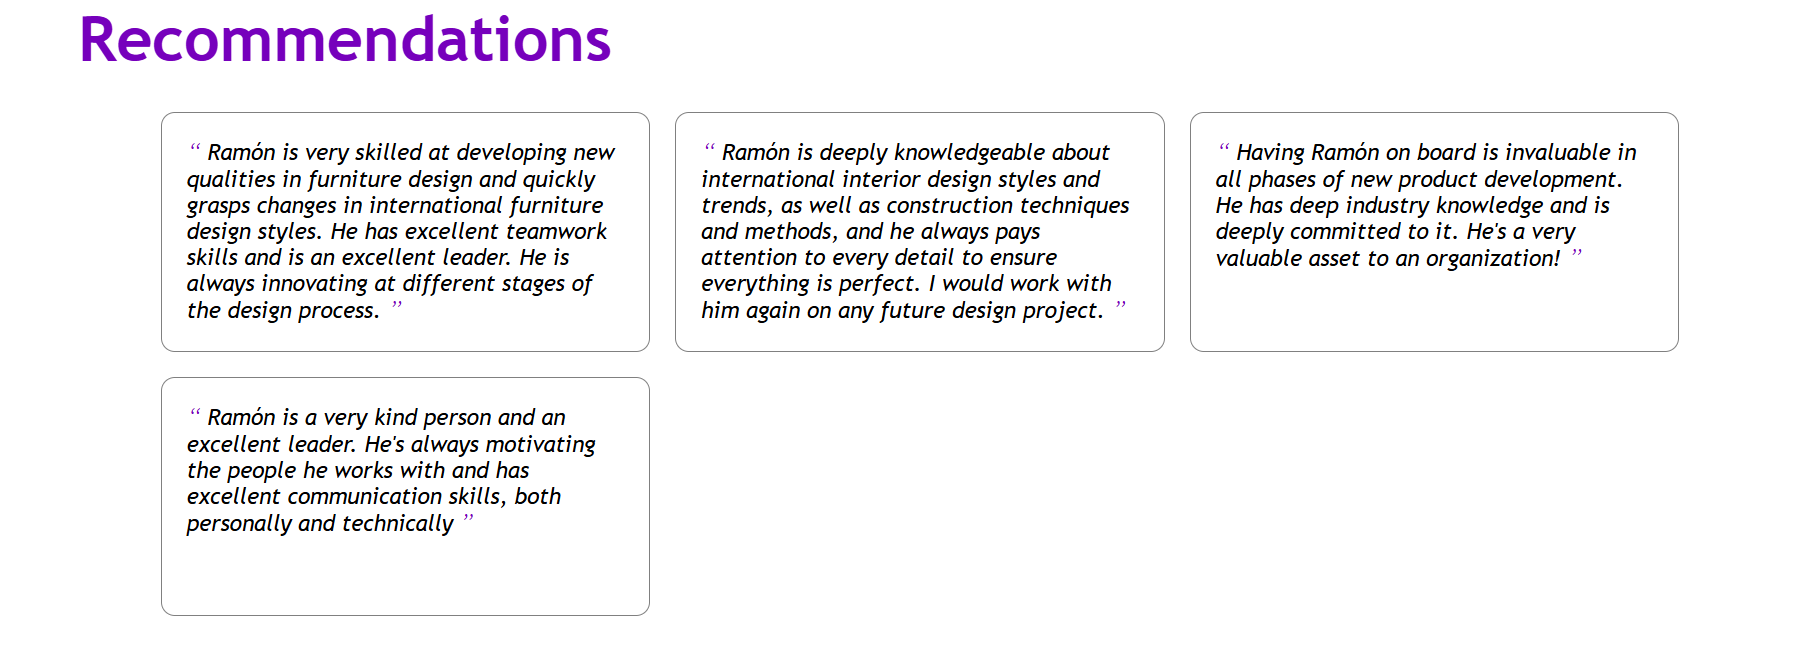 Recommendations
“ Ramón is very skilled at developing new
qualities in furniture design and quickly
grasps changes in international furniture
design styles. He has excellent teamwork
skills and is an excellent leader. He is
always innovating at different stages of
the design process. ”
“ Ramón is deeply knowledgeable about
international interior design styles and
trends, as well as construction techniques
and methods, and he always pays
attention to every detail to ensure
everything is perfect. I would work with
him again on any future design project. ”
“ Having Ramón on board is invaluable in
all phases of new product development.
He has deep industry knowledge and is
deeply committed to it. He's a very
valuable asset to an organization! ”
“ Ramón is a very kind person and an
excellent leader. He's always motivating
the people he works with and has
excellent communication skills, both
personally and technically ”